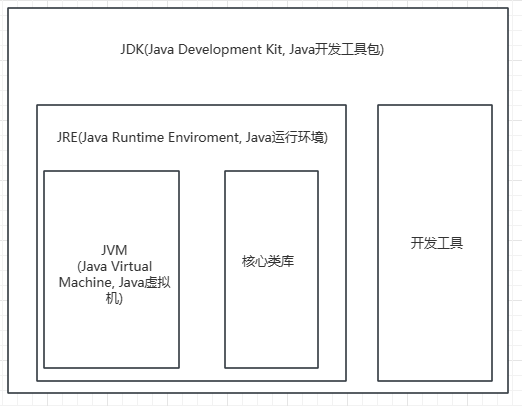 JDK(Java Development Kit, Java开发工具包)
JRE(Java Runtime Enviroment, Java运行环境)
JVM
(Java Virtual
Machine, Java虚拟
机)
核心类库
开发工具